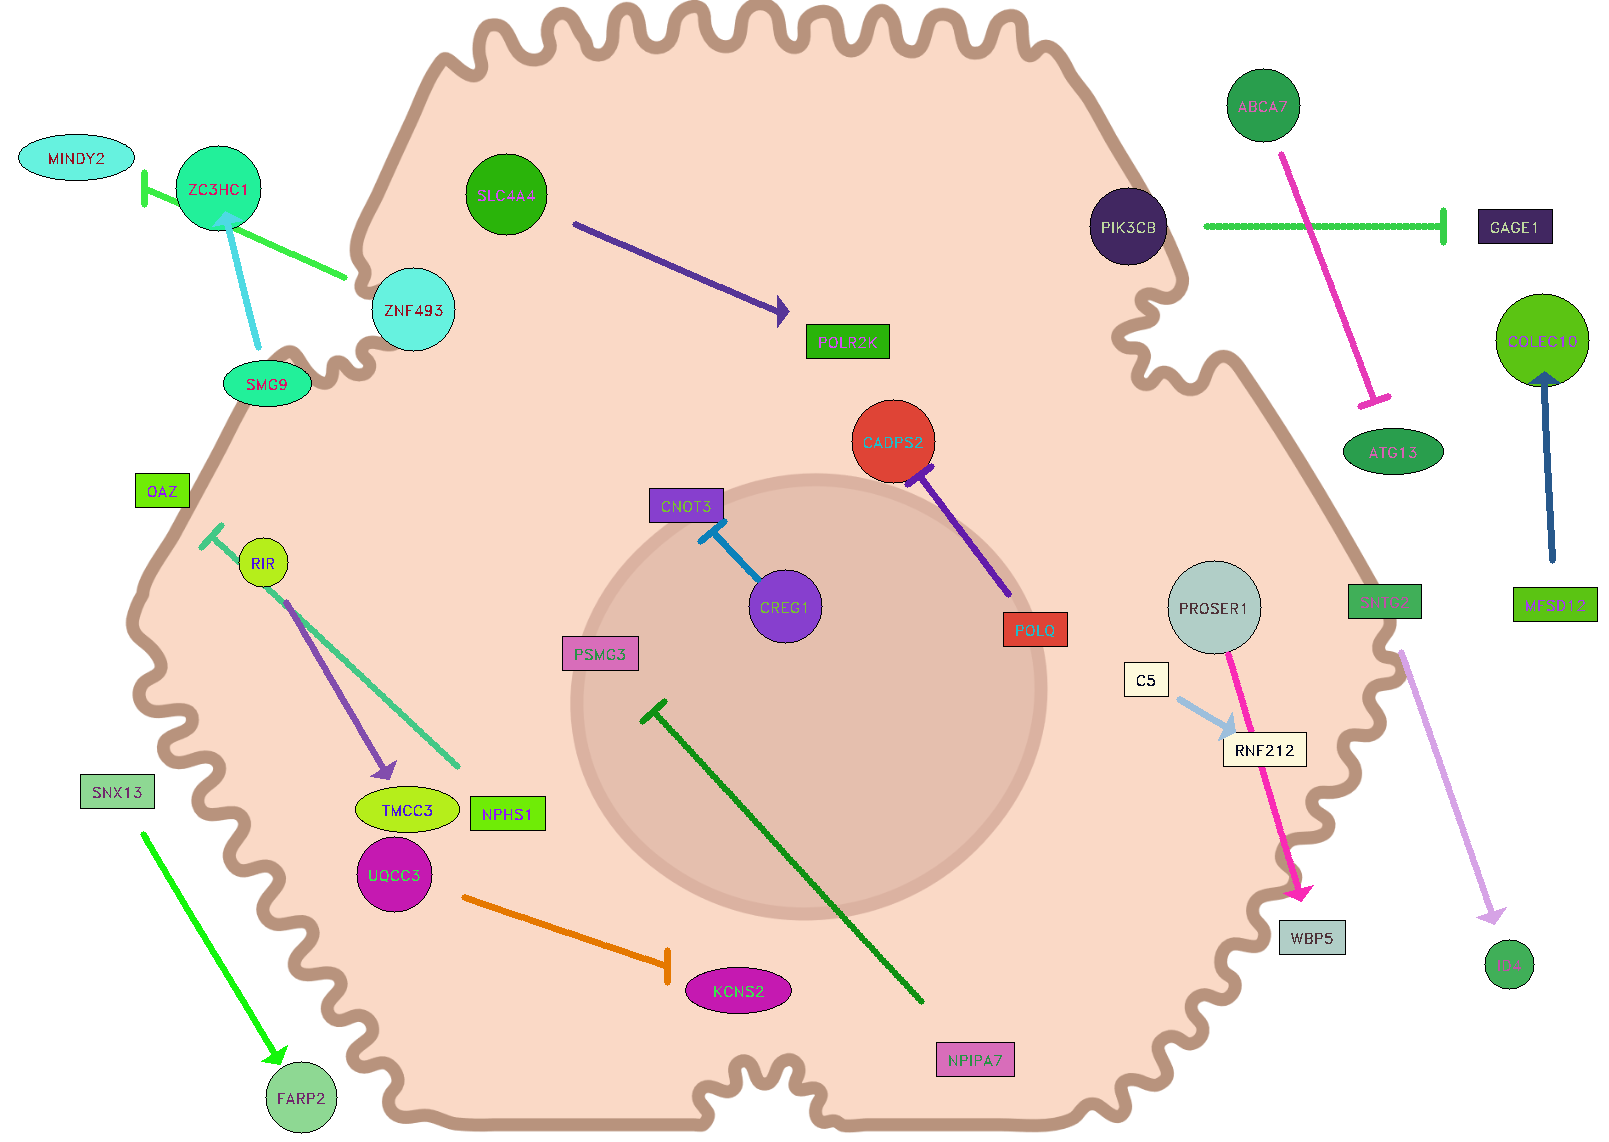 ABCA7
MINDY2
ZC3HC1
SLC4A4
PIK3CB
GAGE1
ZNF493
POLR2K
COLEC10
SMG9
CADPS2
ATG13
OAZ
CNOT3
RIR
CREG1
PROSER1
SNTG2
MFSD12
POLQ
PSMG3
C5
RNF212
SNX13
TMCC3
NPHS1
UQCC3
WBP5
ID4
KCNS2
NPIPA7
FARP2